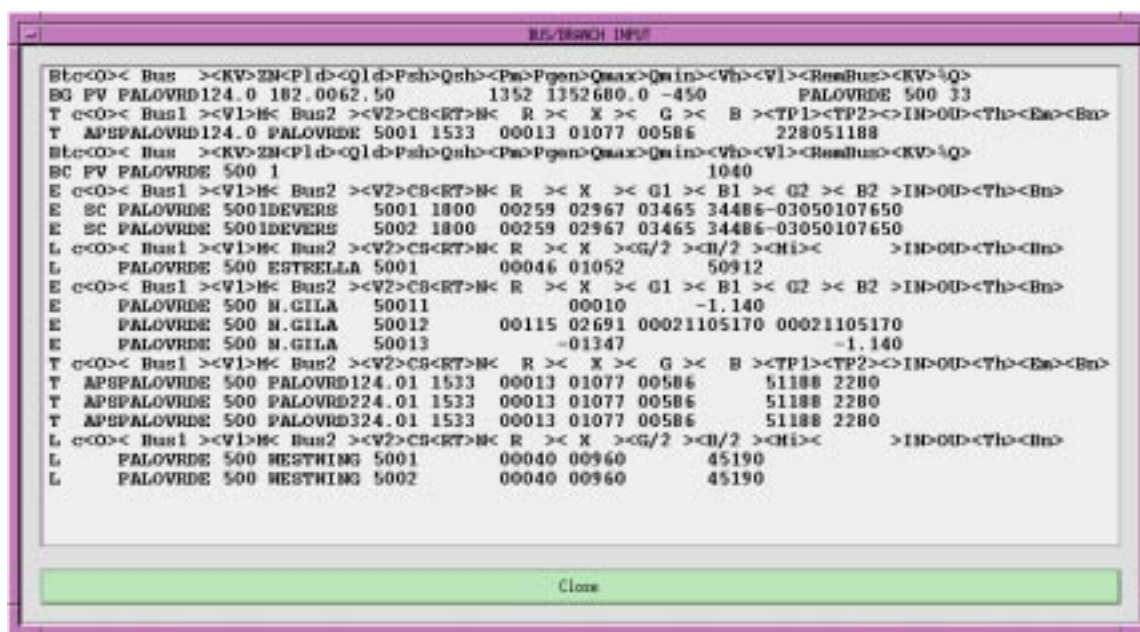 BUS/BRANCH INPUT
Btc<O>< Bus  ><KV>ZN<Pld><Qld>Psh>Qsh><Pm>Pgen>Qmax>Qmin><Vh><Vl><RemBus><KV>%Q>
BG PV PALOVRD124.0 182.0062.50          1352 1352680.0 -450         PALOVRDE 500 33
T c<O>< Bus1 ><V1>M< Bus2 ><V2>CS<RT>N<  R ><  X ><  G ><  B ><TP1><TP2><>IN>OU><Th><Em><Bn>
T   APSPALOVRD124.0 PALOVRDE 5001 1533   00013 01077 00586         228051188
Btc<O>< Bus  ><KV>ZN<Pld><Qld>Psh>Qsh><Pm>Pgen>Qmax>Qmin><Vh><Vl><RemBus><KV>%Q>
BC PV PALOVRDE 500 1                                      1040
E c<O>< Bus1 ><V1>M< Bus2 ><V2>CS<RT>N< R  >< X  >< G1 >< B1 >< G2 >< B2 >IN>OU><Th><Bn>
E   SC PALOVRDE 5001DEVERS   5001 1800   00259 02967 03465 34486-03050107650
E   SC PALOVRDE 5001DEVERS   5002 1800   00259 02967 03465 34486-03050107650
L c<O>< Bus1 ><V1>M< Bus2 ><V2>CS<RT>N< R  >< X  ><G/2 ><B/2 ><Mi><      >IN>OU><Th><Bn>
L      PALOVRDE 500 ESTRELLA 5001        00046 01052       50912
E c<O>< Bus1 ><V1>M< Bus2 ><V2>CS<RT>N< R  >< X  >< G1 >< B1 >< G2 >< B2 >IN>OU><Th><Bn>
E      PALOVRDE 500 N.GILA   50011             00010      -1.140
E      PALOVRDE 500 N.GILA   50012       00115 02691 00021105170 00021105170
E      PALOVRDE 500 N.GILA   50013            -01347                  -1.140
T c<O>< Bus1 ><V1>M< Bus2 ><V2>CS<RT>N<  R ><  X ><  G ><  B ><TP1><TP2><>IN>OU><Th><Em><Bn>
T   APSPALOVRDE 500 PALOVRD124.01 1533   00013 01077 00586       51188 2280
T   APSPALOVRDE 500 PALOVRD224.01 1533   00013 01077 00586       51188 2280
T   APSPALOVRDE 500 PALOVRD324.01 1533   00013 01077 00586       51188 2280
L c<O>< Bus1 ><V1>M< Bus2 ><V2>CS<RT>N< R  >< X  ><G/2 ><B/2 ><Mi><      >IN>OU><Th><Bn>
L      PALOVRDE 500 WESTWING 5001        00040 00960       45190
L      PALOVRDE 500 WESTWING 5002        00040 00960       45190
Close